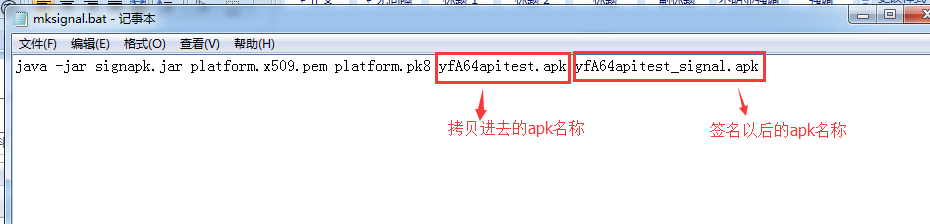 mksignal.bat - 记事本
文件(F) 编辑(E) 格式(O) 查看(V) 帮助(H)
java -jar signapk.jar platform.x509.pem platform.pk8 yfA64apitest.apk yfA64apitest_signal.apk
拷贝进去的apk名称
签名以后的apk名称